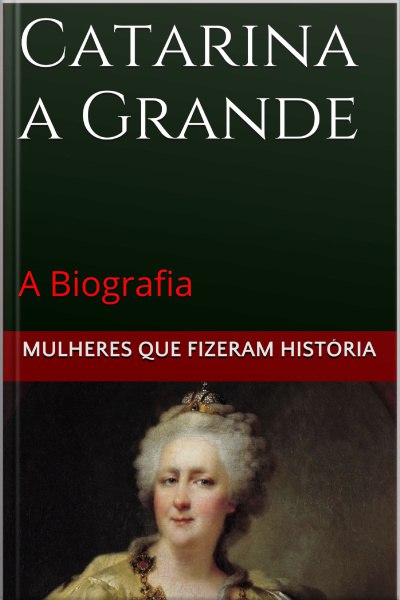 CATARINA
A GRANDE
A Biografia
MULHERES QUE FIZERAM HISTÓRIA